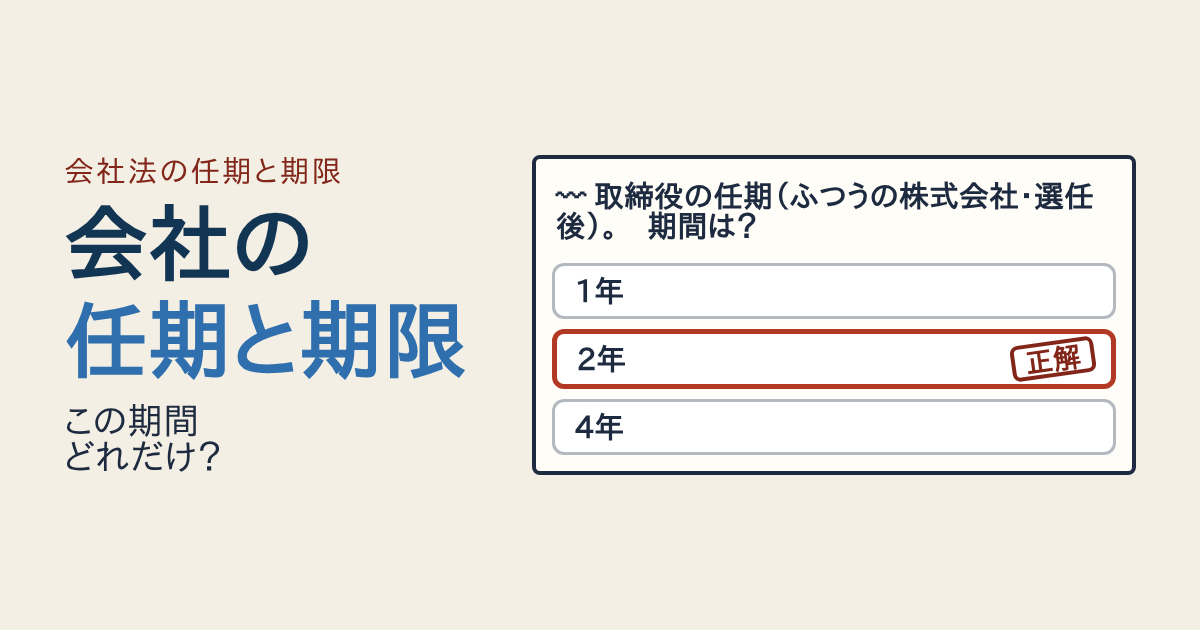 会社法の任期と期限
会社の
任期と期限
この期間
どれだけ？
〰 取締役の任期（ふつうの株式会社・選任
後）。　期間は？
1年
2年
正解
4年